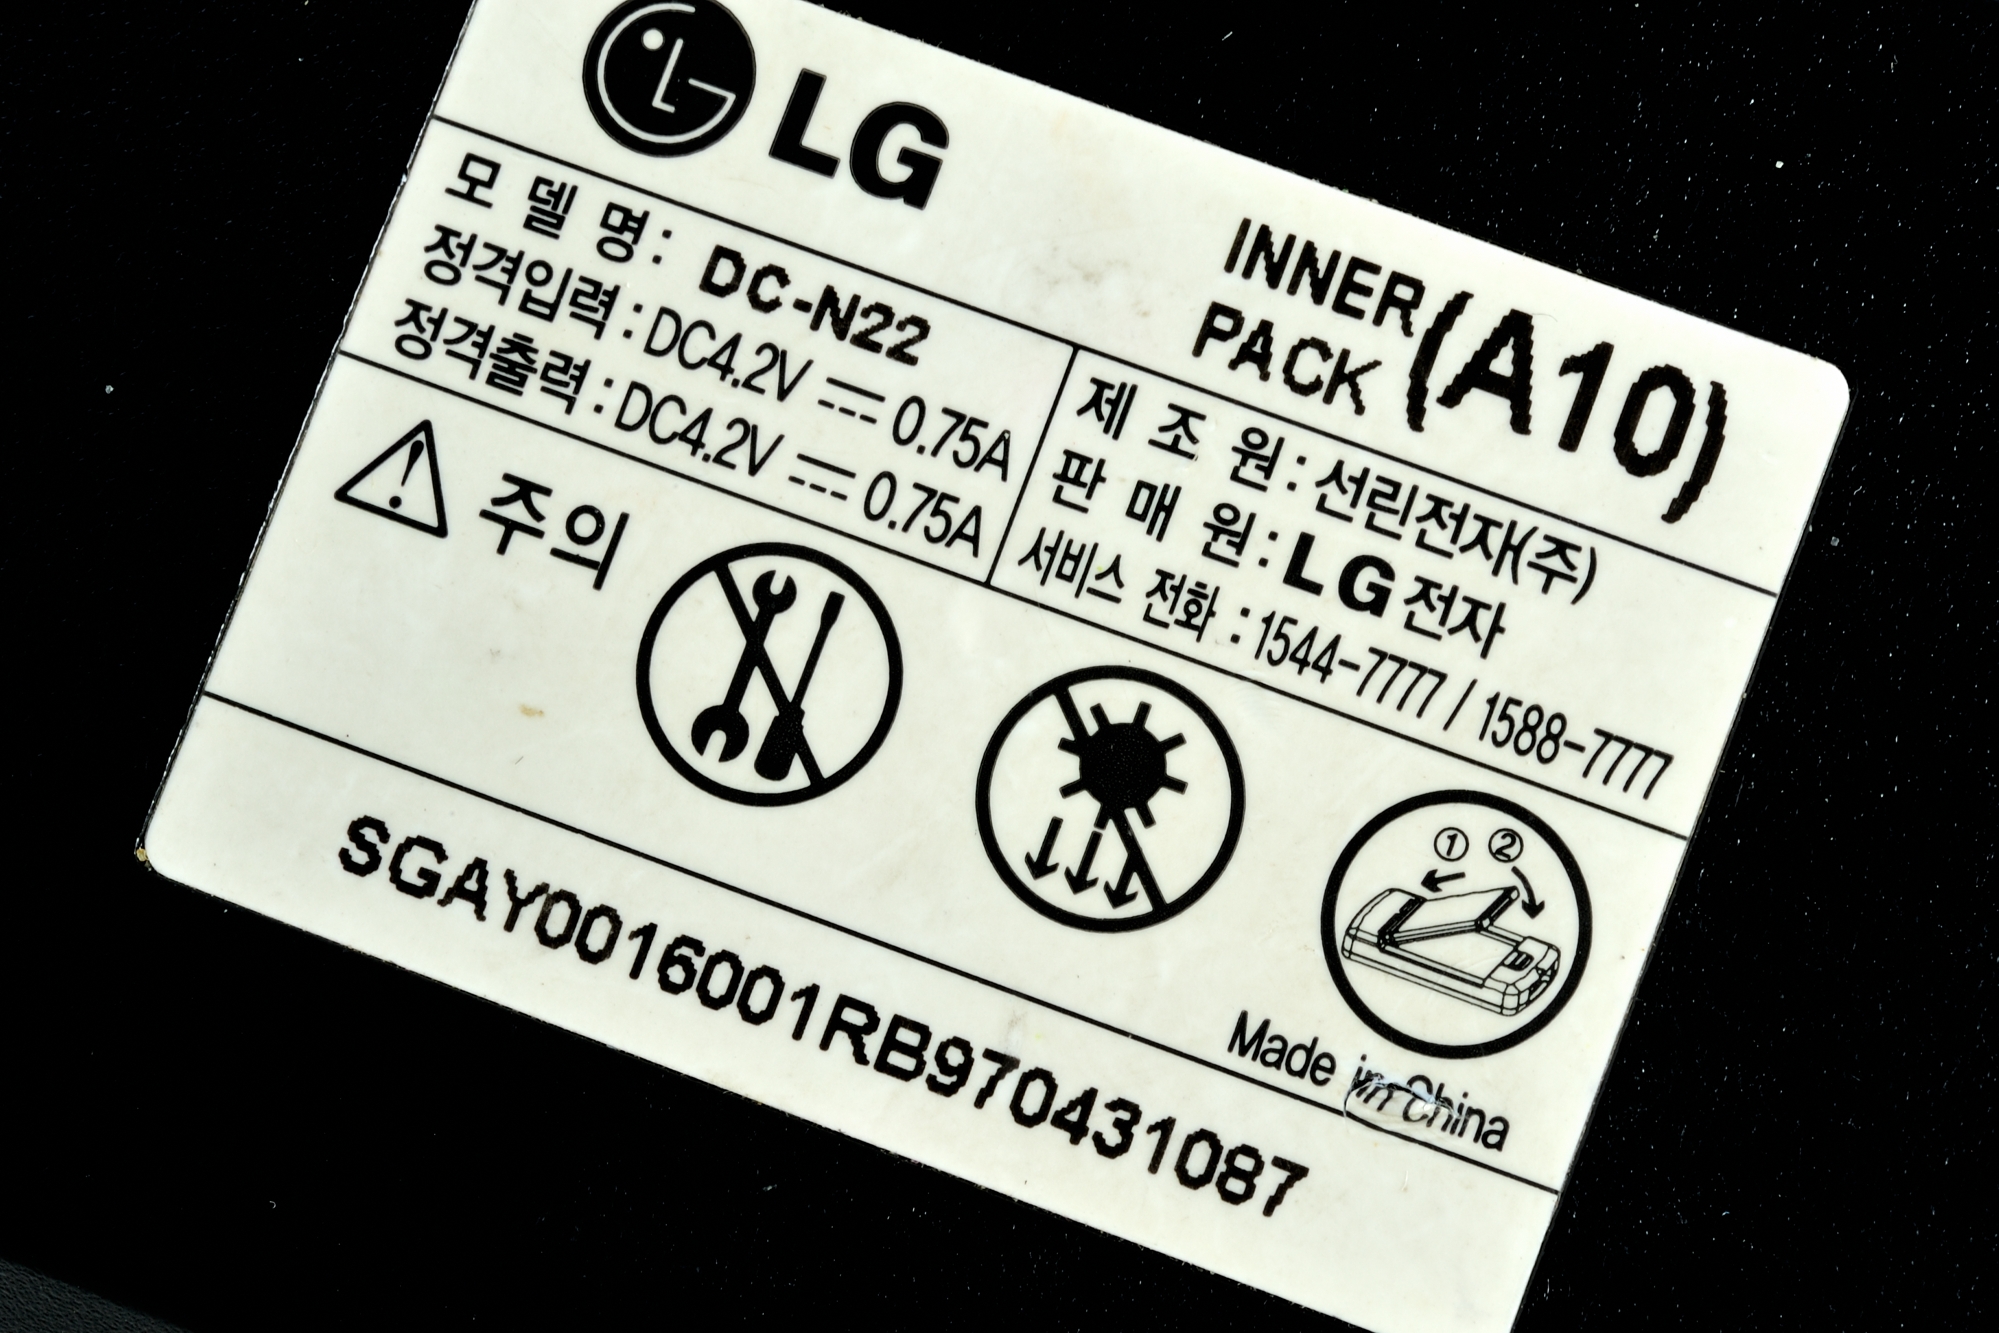 LG
INNER
PACK (A10)
모 델 명 : DC-N22
정격입력 : DC4.2V ⎓ 0.75A
정격출력 : DC4.2V ⎓ 0.75A
제 조 원 : 선린전자(주)
판 매 원 : LG전자
서비스 전화 : 1544-7777 / 1588-7777
주의
① ②
Made in China
SGAY0016001RB970431087